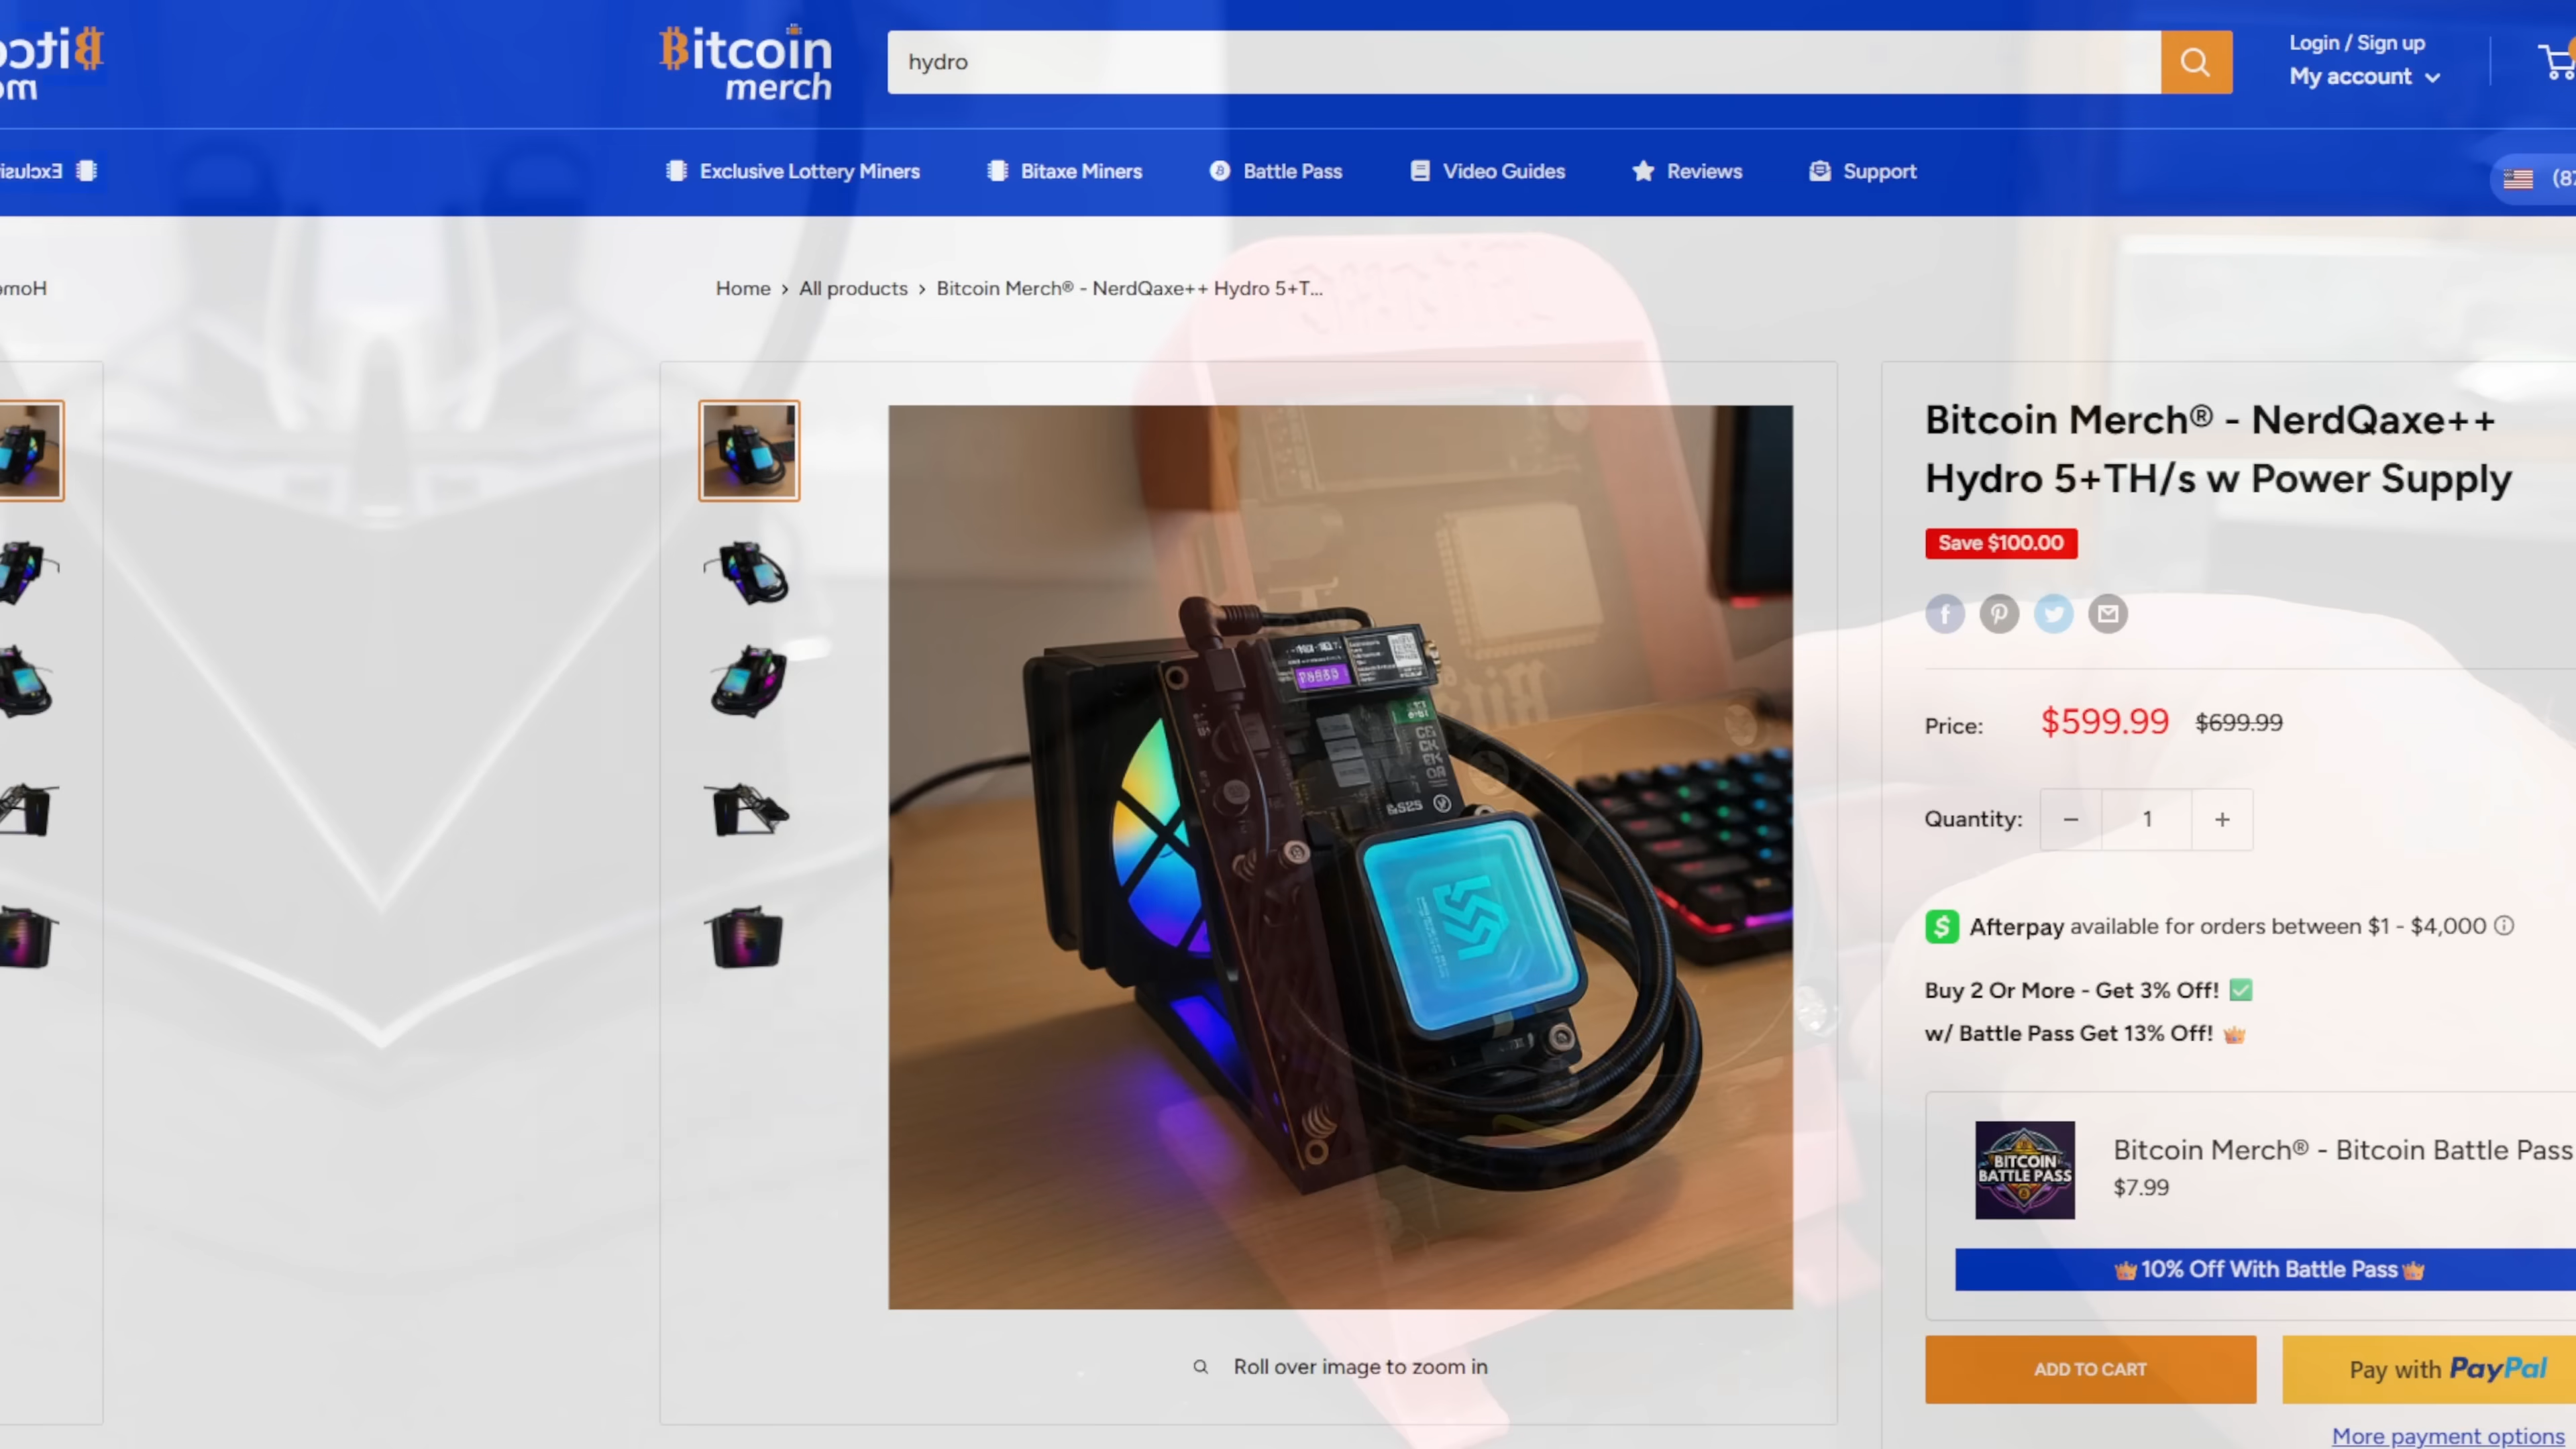 Bitcoin
merch
hydro
Login / Sign up
My account
Exclusive Lottery Miners
Bitaxe Miners
Battle Pass
Video Guides
Reviews
Support
Home › All products › Bitcoin Merch® - NerdQaxe++ Hydro 5+T...
Bitcoin Merch® - NerdQaxe++
Hydro 5+TH/s w Power Supply
Save $100.00
Price: $599.99 $699.99
Quantity: − 1 +
Afterpay available for orders between $1 - $4,000
Buy 2 Or More - Get 3% Off! ✅
w/ Battle Pass Get 13% Off! 👑
BITCOIN
BATTLE PASS
Bitcoin Merch® - Bitcoin Battle Pass
$7.99
👑10% Off With Battle Pass👑
ADD TO CART
Pay with PayPal
More payment options
Roll over image to zoom in